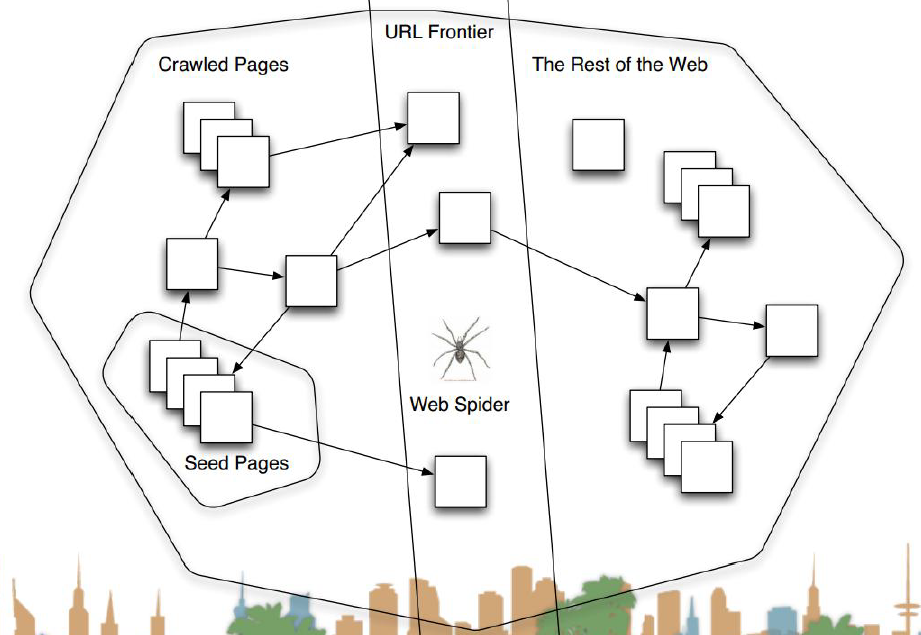 URL Frontier
Crawled Pages
The Rest of the Web
Web Spider
Seed Pages